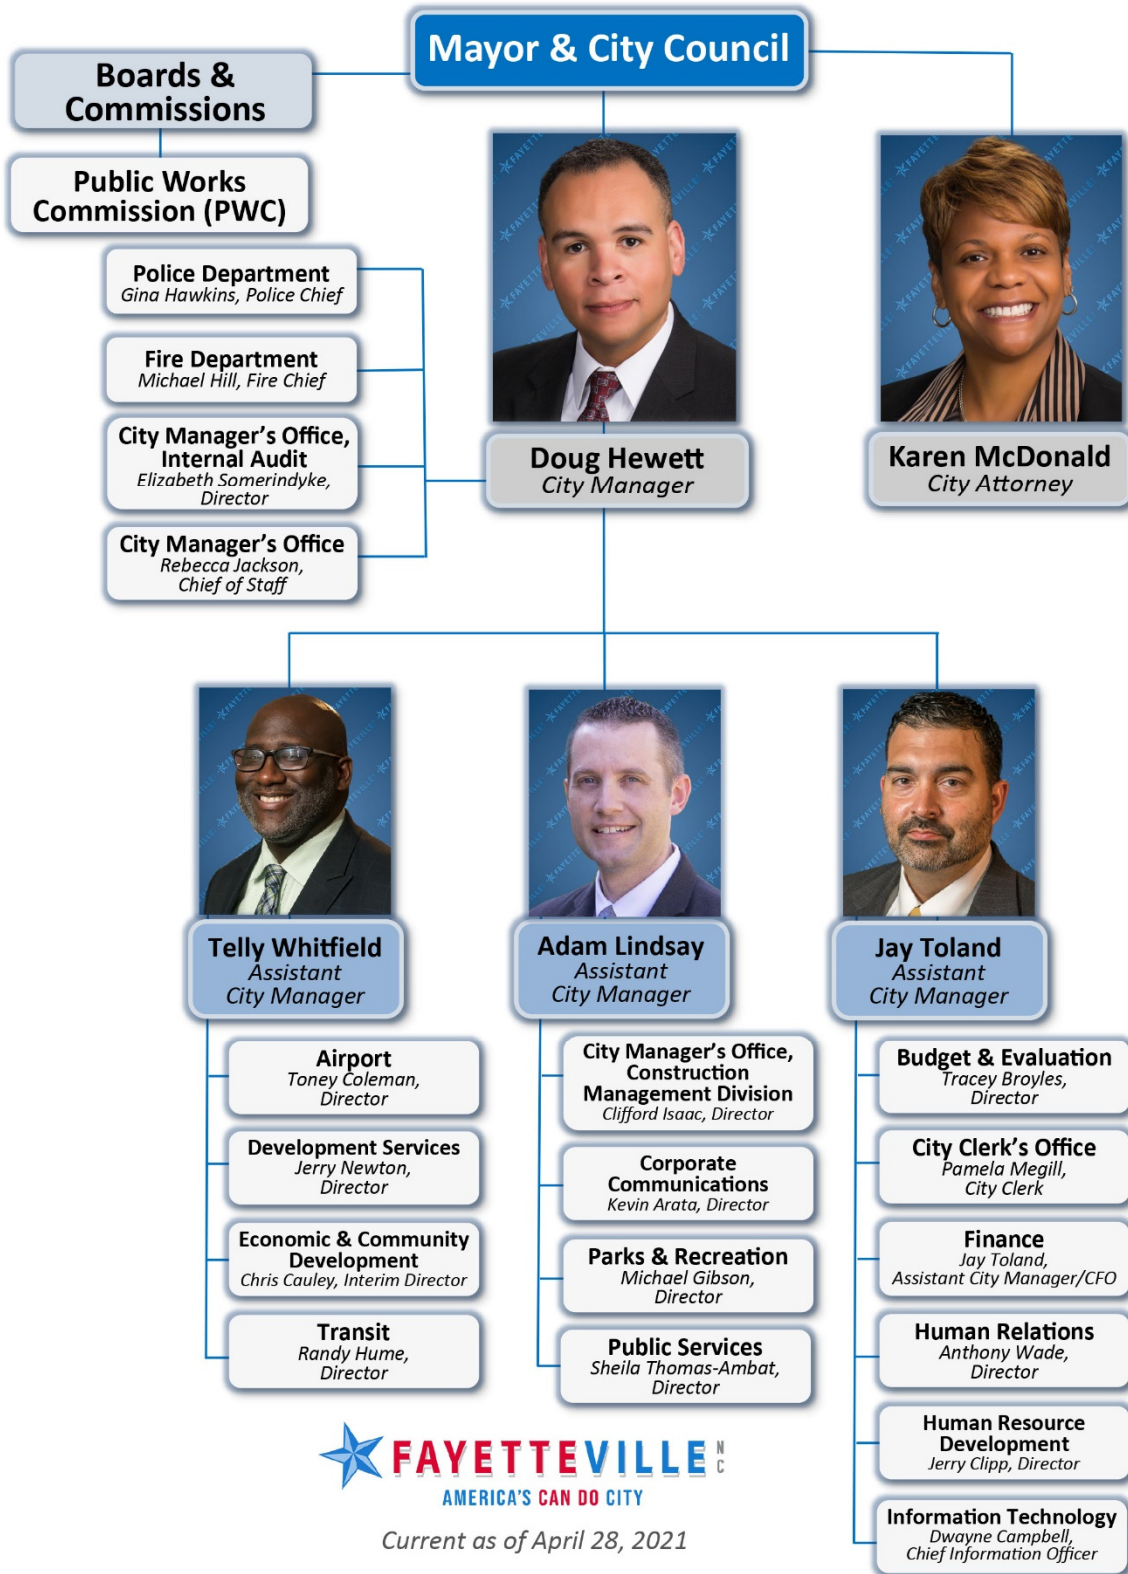 Mayor & City Council
Boards &
Commissions
Public Works
Commission (PWC)
Police Department
Gina Hawkins, Police Chief
Fire Department
Michael Hill, Fire Chief
City Manager's Office,
Internal Audit
Elizabeth Somerindyke,
Director
City Manager's Office
Rebecca Jackson,
Chief of Staff
Doug Hewett
City Manager
Karen McDonald
City Attorney
Telly Whitfield
Assistant
City Manager
Airport
Toney Coleman,
Director
Development Services
Jerry Newton,
Director
Economic & Community
Development
Chris Cauley, Interim Director
Transit
Randy Hume,
Director
Adam Lindsay
Assistant
City Manager
City Manager's Office,
Construction
Management Division
Clifford Isaac, Director
Corporate
Communications
Kevin Arata, Director
Parks & Recreation
Michael Gibson,
Director
Public Services
Sheila Thomas-Ambat,
Director
Jay Toland
Assistant
City Manager
Budget & Evaluation
Tracey Broyles,
Director
City Clerk's Office
Pamela Megill,
City Clerk
Finance
Jay Toland,
Assistant City Manager/CFO
Human Relations
Anthony Wade,
Director
Human Resource
Development
Jerry Clipp, Director
Information Technology
Dwayne Campbell,
Chief Information Officer
FAYETTEVILLE NC
AMERICA'S CAN DO CITY
Current as of April 28, 2021